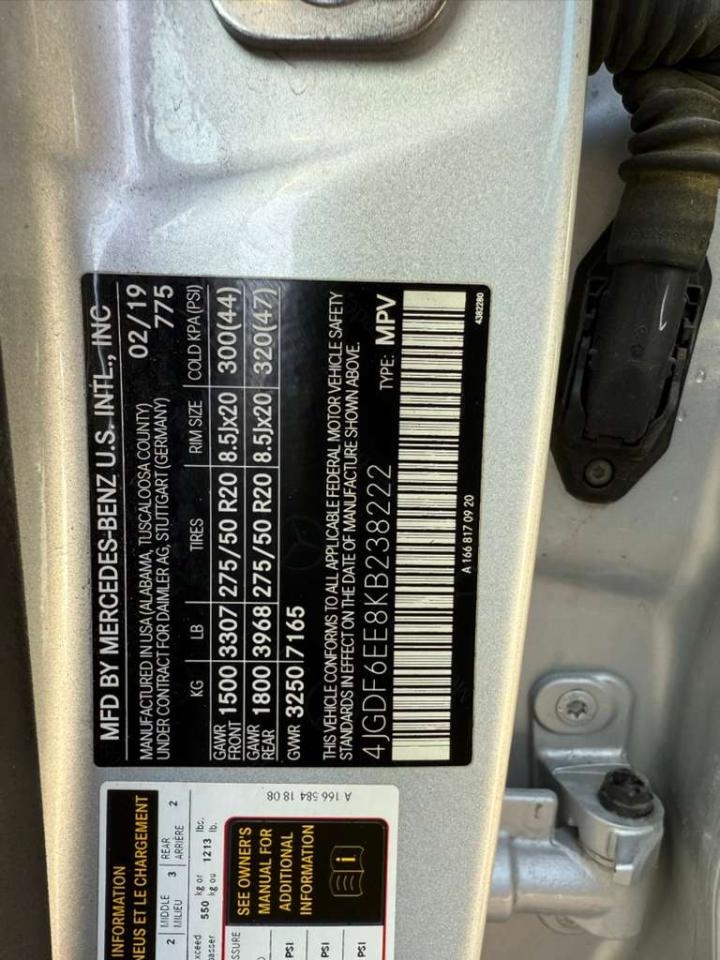 MFD BY MERCEDES-BENZ U.S. INTL., INC
MANUFACTURED IN USA (ALABAMA, TUSCALOOSA COUNTY) 02/19
UNDER CONTRACT FOR DAIMLER AG, STUTTGART (GERMANY) 775
KG LB TIRES RIM SIZE COLD KPA (PSI)
GAWR FRONT 1500 3307 275/50 R20 8.5Jx20 300(44)
GAWR REAR 1800 3968 275/50 R20 8.5Jx20 320(47)
GVWR 3250 7165
THIS VEHICLE CONFORMS TO ALL APPLICABLE FEDERAL MOTOR VEHICLE SAFETY
STANDARDS IN EFFECT ON THE DATE OF MANUFACTURE SHOWN ABOVE.
4JGDF6EE8KB238222 TYPE: MPV
A 166 817 09 20 4382280
A 166 584 18 08
INFORMATION
NEUS ET LE CHARGEMENT
2 MIDDLE MILIEU 3 REAR ARRIÈRE 2
xceed 550 kg or 1213 lbs.
passer kg ou lb.
SSURE
SEE OWNER'S
MANUAL FOR
ADDITIONAL
INFORMATION
i
PSI
PSI
PSI